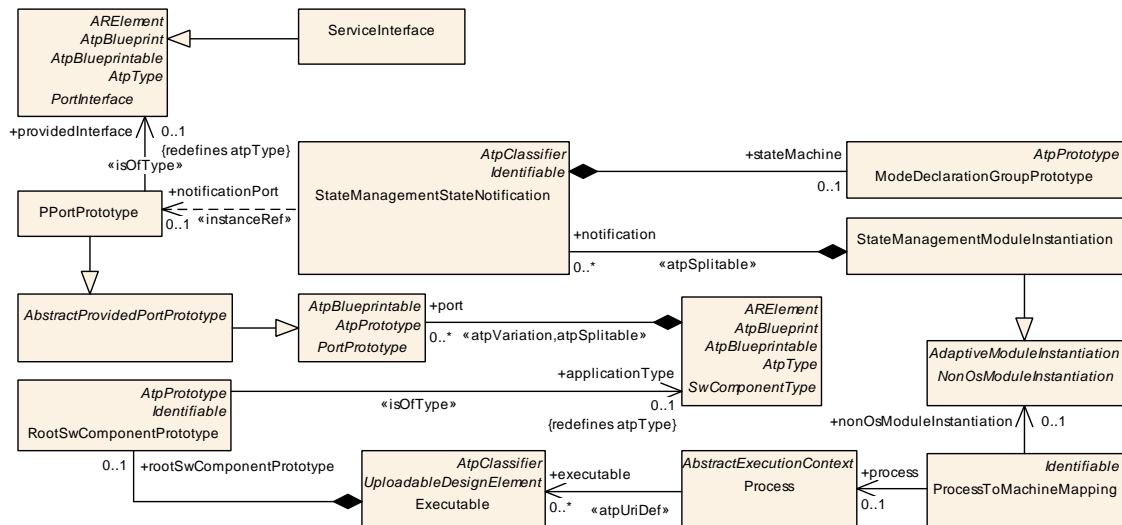 ARElement
AtpBlueprint
AtpBlueprintable
AtpType
PortInterface
ServiceInterface
+providedInterface 0..1
{redefines atpType}
«isOfType»
AtpClassifier
Identifiable
StateManagementStateNotification
+stateMachine
0..1
AtpPrototype
ModeDeclarationGroupPrototype
PPortPrototype
+notificationPort
0..1 «instanceRef»
+notification
0..* «atpSplitable»
StateManagementModuleInstantiation
AbstractProvidedPortPrototype
AtpBlueprintable
AtpPrototype
PortPrototype
+port
0..* «atpVariation,atpSplitable»
ARElement
AtpBlueprint
AtpBlueprintable
AtpType
SwComponentType
AdaptiveModuleInstantiation
NonOsModuleInstantiation
AtpPrototype
Identifiable
RootSwComponentPrototype
+applicationType
«isOfType» 0..1
{redefines atpType}
+nonOsModuleInstantiation 0..1
0..1 +rootSwComponentPrototype
AtpClassifier
UploadableDesignElement
Executable
+executable
0..* «atpUriDef»
AbstractExecutionContext
Process
+process
0..1
Identifiable
ProcessToMachineMapping